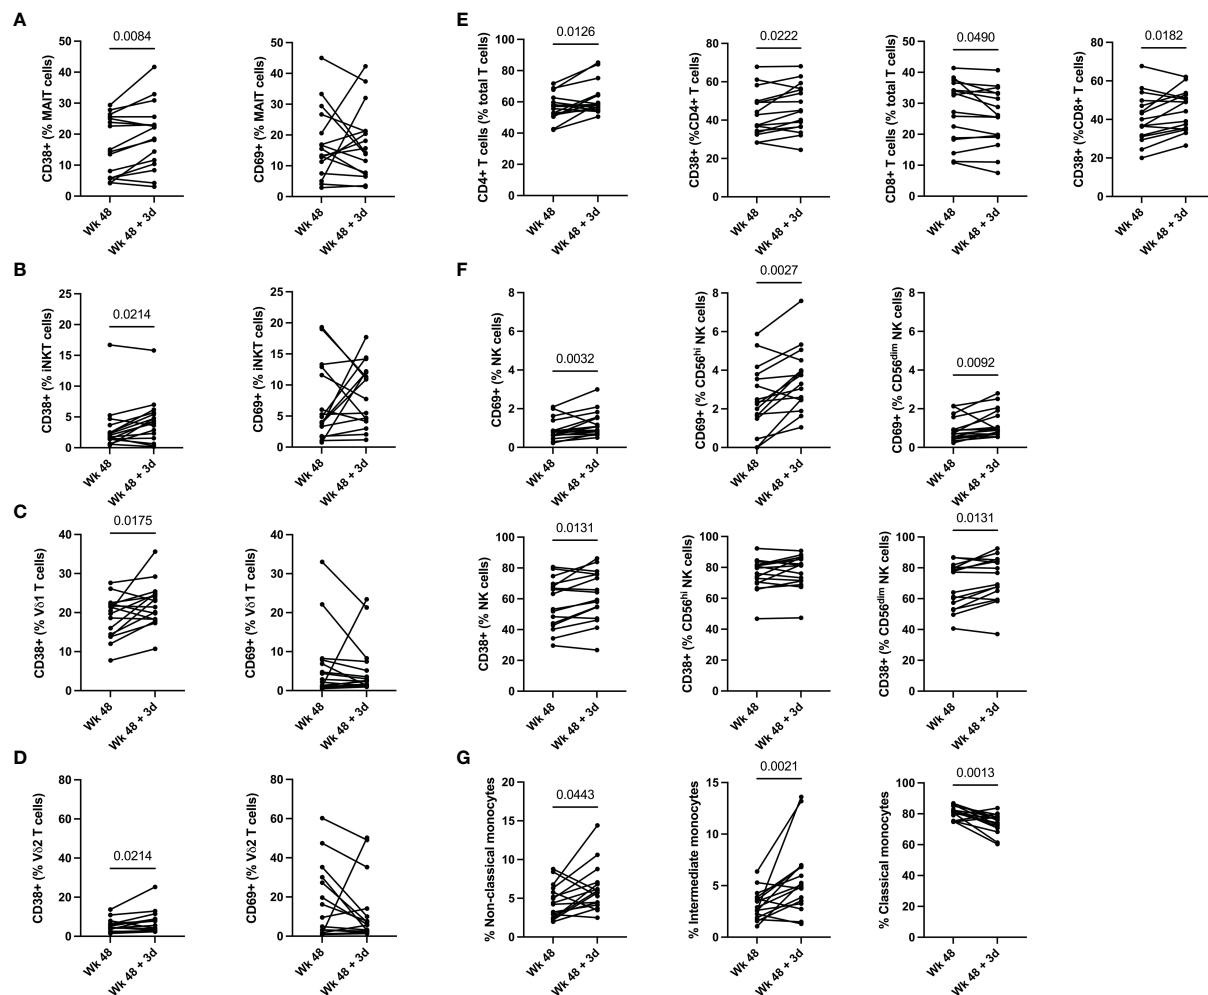 A
CD38+ (% MAIT cells)
50
40
30
20
10
0
0.0084
Wk 48
Wk 48 + 3d
CD69+ (% MAIT cells)
50
40
30
20
10
0
Wk 48
Wk 48 + 3d
B
CD38+ (% iNKT cells)
25
20
15
10
5
0
0.0214
Wk 48
Wk 48 + 3d
CD69+ (% iNKT cells)
25
20
15
10
5
0
Wk 48
Wk 48 + 3d
C
CD38+ (% Vδ1 T cells)
40
30
20
10
0
0.0175
Wk 48
Wk 48 + 3d
CD69+ (% Vδ1 T cells)
40
30
20
10
0
Wk 48
Wk 48 + 3d
D
CD38+ (% Vδ2 T cells)
80
60
40
20
0
0.0214
Wk 48
Wk 48 + 3d
CD69+ (% Vδ2 T cells)
80
60
40
20
0
Wk 48
Wk 48 + 3d
E
CD4+ T cells (% total T cells)
100
80
60
40
20
0
0.0126
Wk 48
Wk 48 + 3d
CD38+ (%CD4+ T cells)
80
60
40
20
0
0.0222
Wk 48
Wk 48 + 3d
CD8+ T cells (% total T cells)
50
40
30
20
10
0
0.0490
Wk 48
Wk 48 + 3d
CD38+ (%CD8+ T cells)
80
60
40
20
0
0.0182
Wk 48
Wk 48 + 3d
F
CD69+ (% NK cells)
8
6
4
2
0
0.0032
Wk 48
Wk 48 + 3d
CD69+ (% CD56hi NK cells)
8
6
4
2
0
0.0027
Wk 48
Wk 48 + 3d
CD69+ (% CD56dim NK cells)
8
6
4
2
0
0.0092
Wk 48
Wk 48 + 3d
CD38+ (% NK cells)
100
80
60
40
20
0
0.0131
Wk 48
Wk 48 + 3d
CD38+ (% CD56hi NK cells)
100
80
60
40
20
0
Wk 48
Wk 48 + 3d
CD38+ (% CD56dim NK cells)
100
80
60
40
20
0
0.0131
Wk 48
Wk 48 + 3d
G
% Non-classical monocytes
20
15
10
5
0
0.0443
Wk 48
Wk 48 + 3d
% Intermediate monocytes
15
10
5
0
0.0021
Wk 48
Wk 48 + 3d
% Classical monocytes
100
80
60
40
20
0
0.0013
Wk 48
Wk 48 + 3d